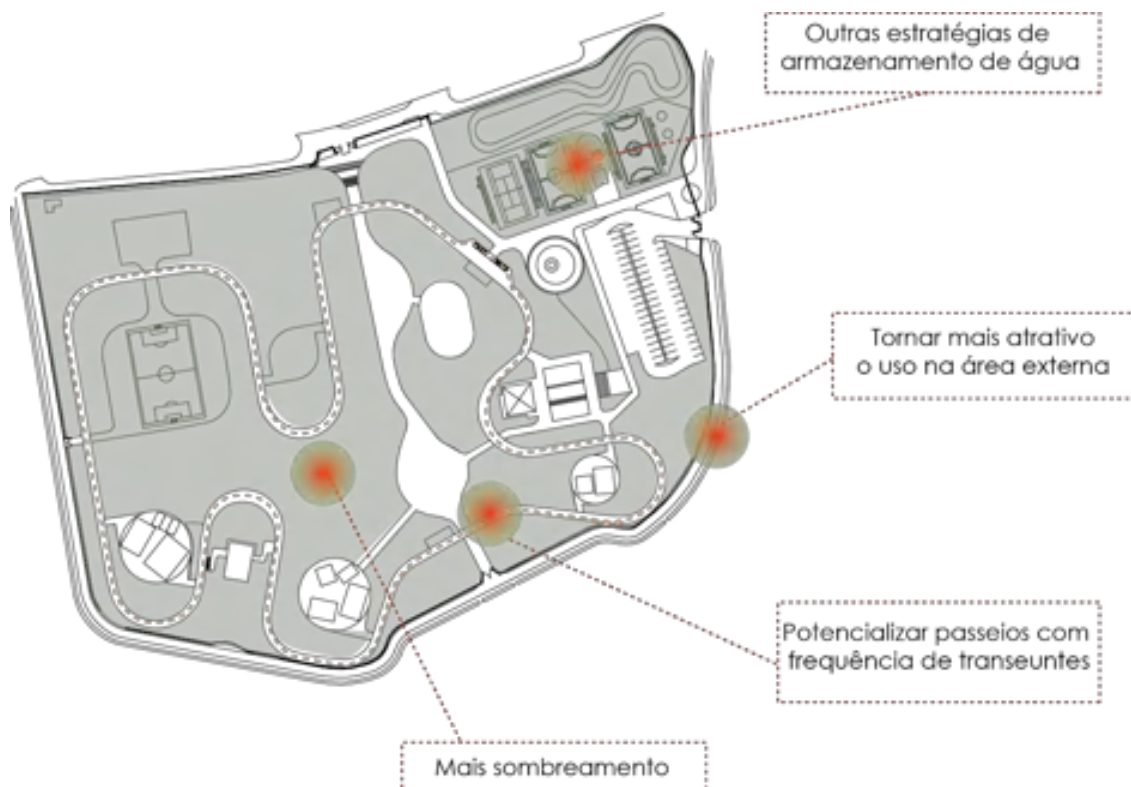 Outras estratégias de
armazenamento de água
Tornar mais atrativo
o uso na área externa
Potencializar passeios com
frequência de transeuntes
Mais sombreamento